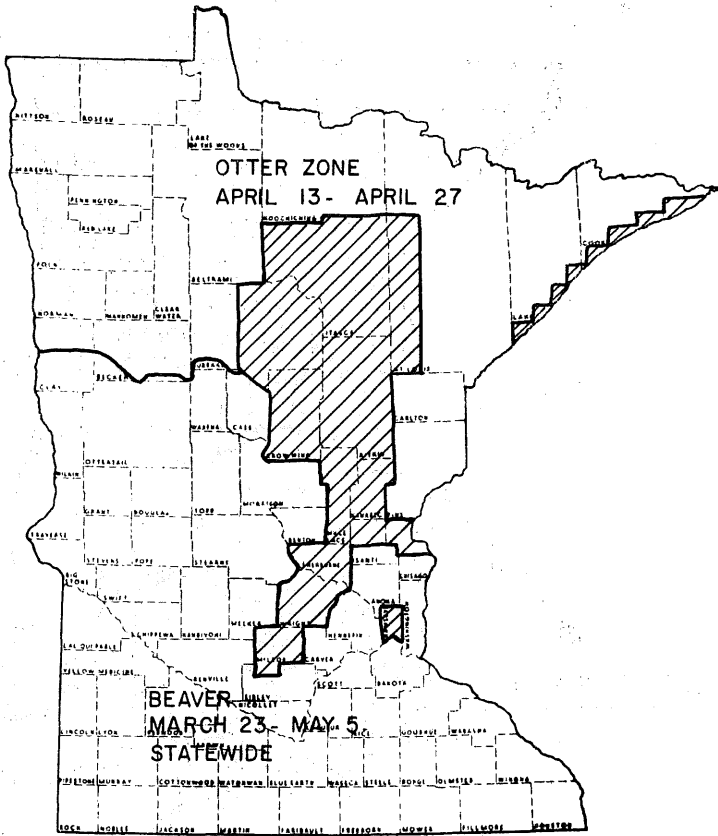 KITTSON
ROSEAU
LAKE
OF THE WOODS
MARSHALL
OTTER ZONE
APRIL 13 - APRIL 27
PENNINGTON
RED LAKE
KOOCHICHING
COOK
POLK
BELTRAMI
NORMAN
MAHNOMEN
CLEAR
WATER
LAKE
ITASCA
CLAY
BECKER
HUBBARD
ST LOUIS
WADENA
CASS
CARLTON
OTTERTAIL
CROW WING
AITKIN
WILKIN
GRANT
DOUGLAS
TODD
MORRISON
KANABEC
PINE
TRAVERSE
BENTON
MILLE
LACS
STEVENS
POPE
STEARNS
SHERBURNE
ISANTI
BIG
STONE
CHISAGO
SWIFT
ANOKA
MEEKER
WRIGHT
WASHINGTON
CHIPPEWA
KANDIYOHI
HENNEPIN
LAC QUI PARLE
MCLEOD
CARVER
YELLOW MEDICINE
RENVILLE
SCOTT
DAKOTA
BEAVER
SIBLEY
NICOLLET
MARCH 23 - MAY 5
LINCOLN
LYON
RICE
GOODHUE
WABASHA
STATEWIDE
PIPESTONE
MURRAY
COTTONWOOD
WATONWAN
BLUE EARTH
WASECA
STEELE
DODGE
OLMSTED
WINONA
ROCK
NOBLES
JACKSON
MARTIN
FARIBAULT
FREEBORN
MOWER
FILLMORE
HOUSTON